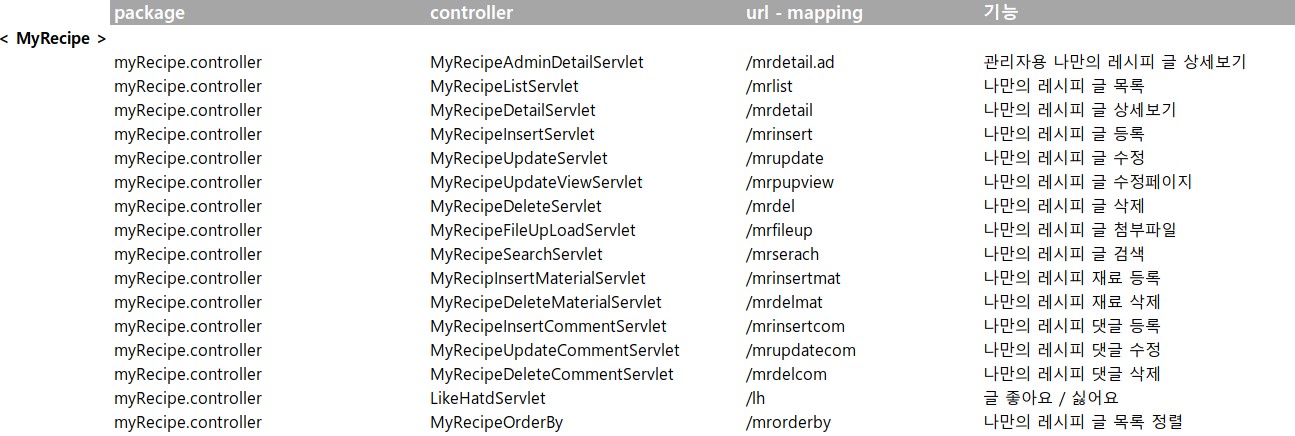 package controller url - mapping 기능
< MyRecipe >
myRecipe.controller MyRecipeAdminDetailServlet /mrdetail.ad 관리자용 나만의 레시피 글 상세보기
myRecipe.controller MyRecipeListServlet /mrlist 나만의 레시피 글 목록
myRecipe.controller MyRecipeDetailServlet /mrdetail 나만의 레시피 글 상세보기
myRecipe.controller MyRecipeInsertServlet /mrinsert 나만의 레시피 글 등록
myRecipe.controller MyRecipeUpdateServlet /mrupdate 나만의 레시피 글 수정
myRecipe.controller MyRecipeUpdateViewServlet /mrpupview 나만의 레시피 글 수정페이지
myRecipe.controller MyRecipeDeleteServlet /mrdel 나만의 레시피 글 삭제
myRecipe.controller MyRecipeFileUpLoadServlet /mrfileup 나만의 레시피 글 첨부파일
myRecipe.controller MyRecipeSearchServlet /mrserach 나만의 레시피 글 검색
myRecipe.controller MyRecipInsertMaterialServlet /mrinsertmat 나만의 레시피 재료 등록
myRecipe.controller MyRecipeDeleteMaterialServlet /mrdelmat 나만의 레시피 재료 삭제
myRecipe.controller MyRecipeInsertCommentServlet /mrinsertcom 나만의 레시피 댓글 등록
myRecipe.controller MyRecipeUpdateCommentServlet /mrupdatecom 나만의 레시피 댓글 수정
myRecipe.controller MyRecipeDeleteCommentServlet /mrdelcom 나만의 레시피 댓글 삭제
myRecipe.controller LikeHatdServlet /lh 글 좋아요 / 싫어요
myRecipe.controller MyRecipeOrderBy /mrorderby 나만의 레시피 글 목록 정렬